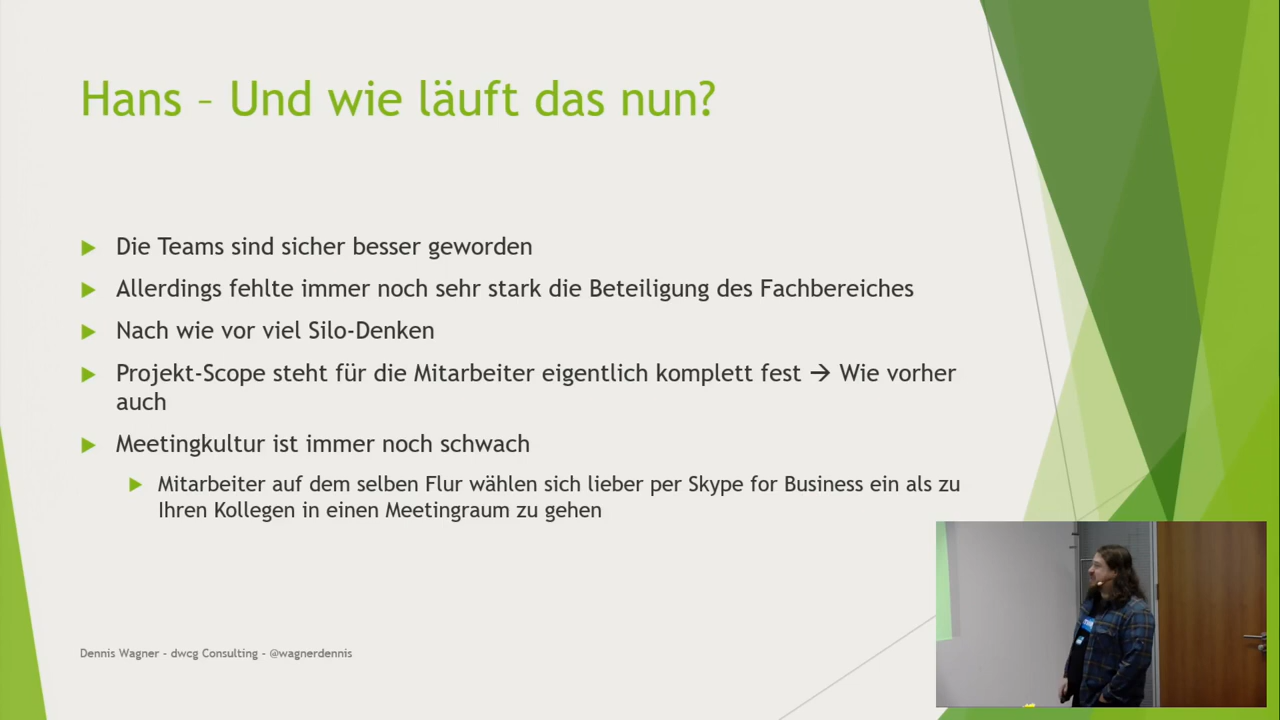 Hans – Und wie läuft das nun?
Die Teams sind sicher besser geworden
Allerdings fehlte immer noch sehr stark die Beteiligung des Fachbereiches
Nach wie vor viel Silo-Denken
Projekt-Scope steht für die Mitarbeiter eigentlich komplett fest → Wie vorher
auch
Meetingkultur ist immer noch schwach
Mitarbeiter auf dem selben Flur wählen sich lieber per Skype for Business ein als zu
Ihren Kollegen in einen Meetingraum zu gehen
Dennis Wagner - dwcg Consulting - @wagnerdennis